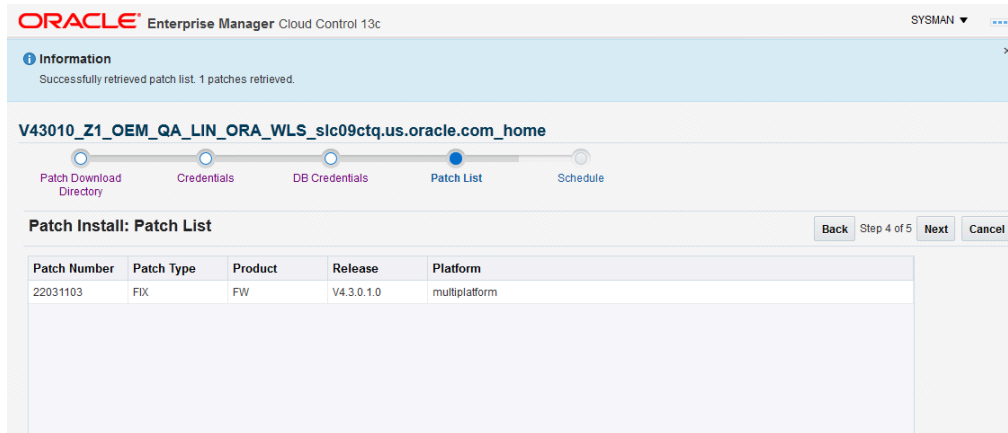 ORACLE Enterprise Manager Cloud Control 13c
SYSMAN
Information
Successfully retrieved patch list. 1 patches retrieved.
V43010_Z1_OEM_QA_LIN_ORA_WLS_slc09ctq.us.oracle.com_home
Patch Download Directory Credentials DB Credentials Patch List Schedule
Patch Install: Patch List
Back Step 4 of 5 Next Cancel
Patch Number Patch Type Product Release Platform
22031103 FIX FW V4.3.0.1.0 multiplatform